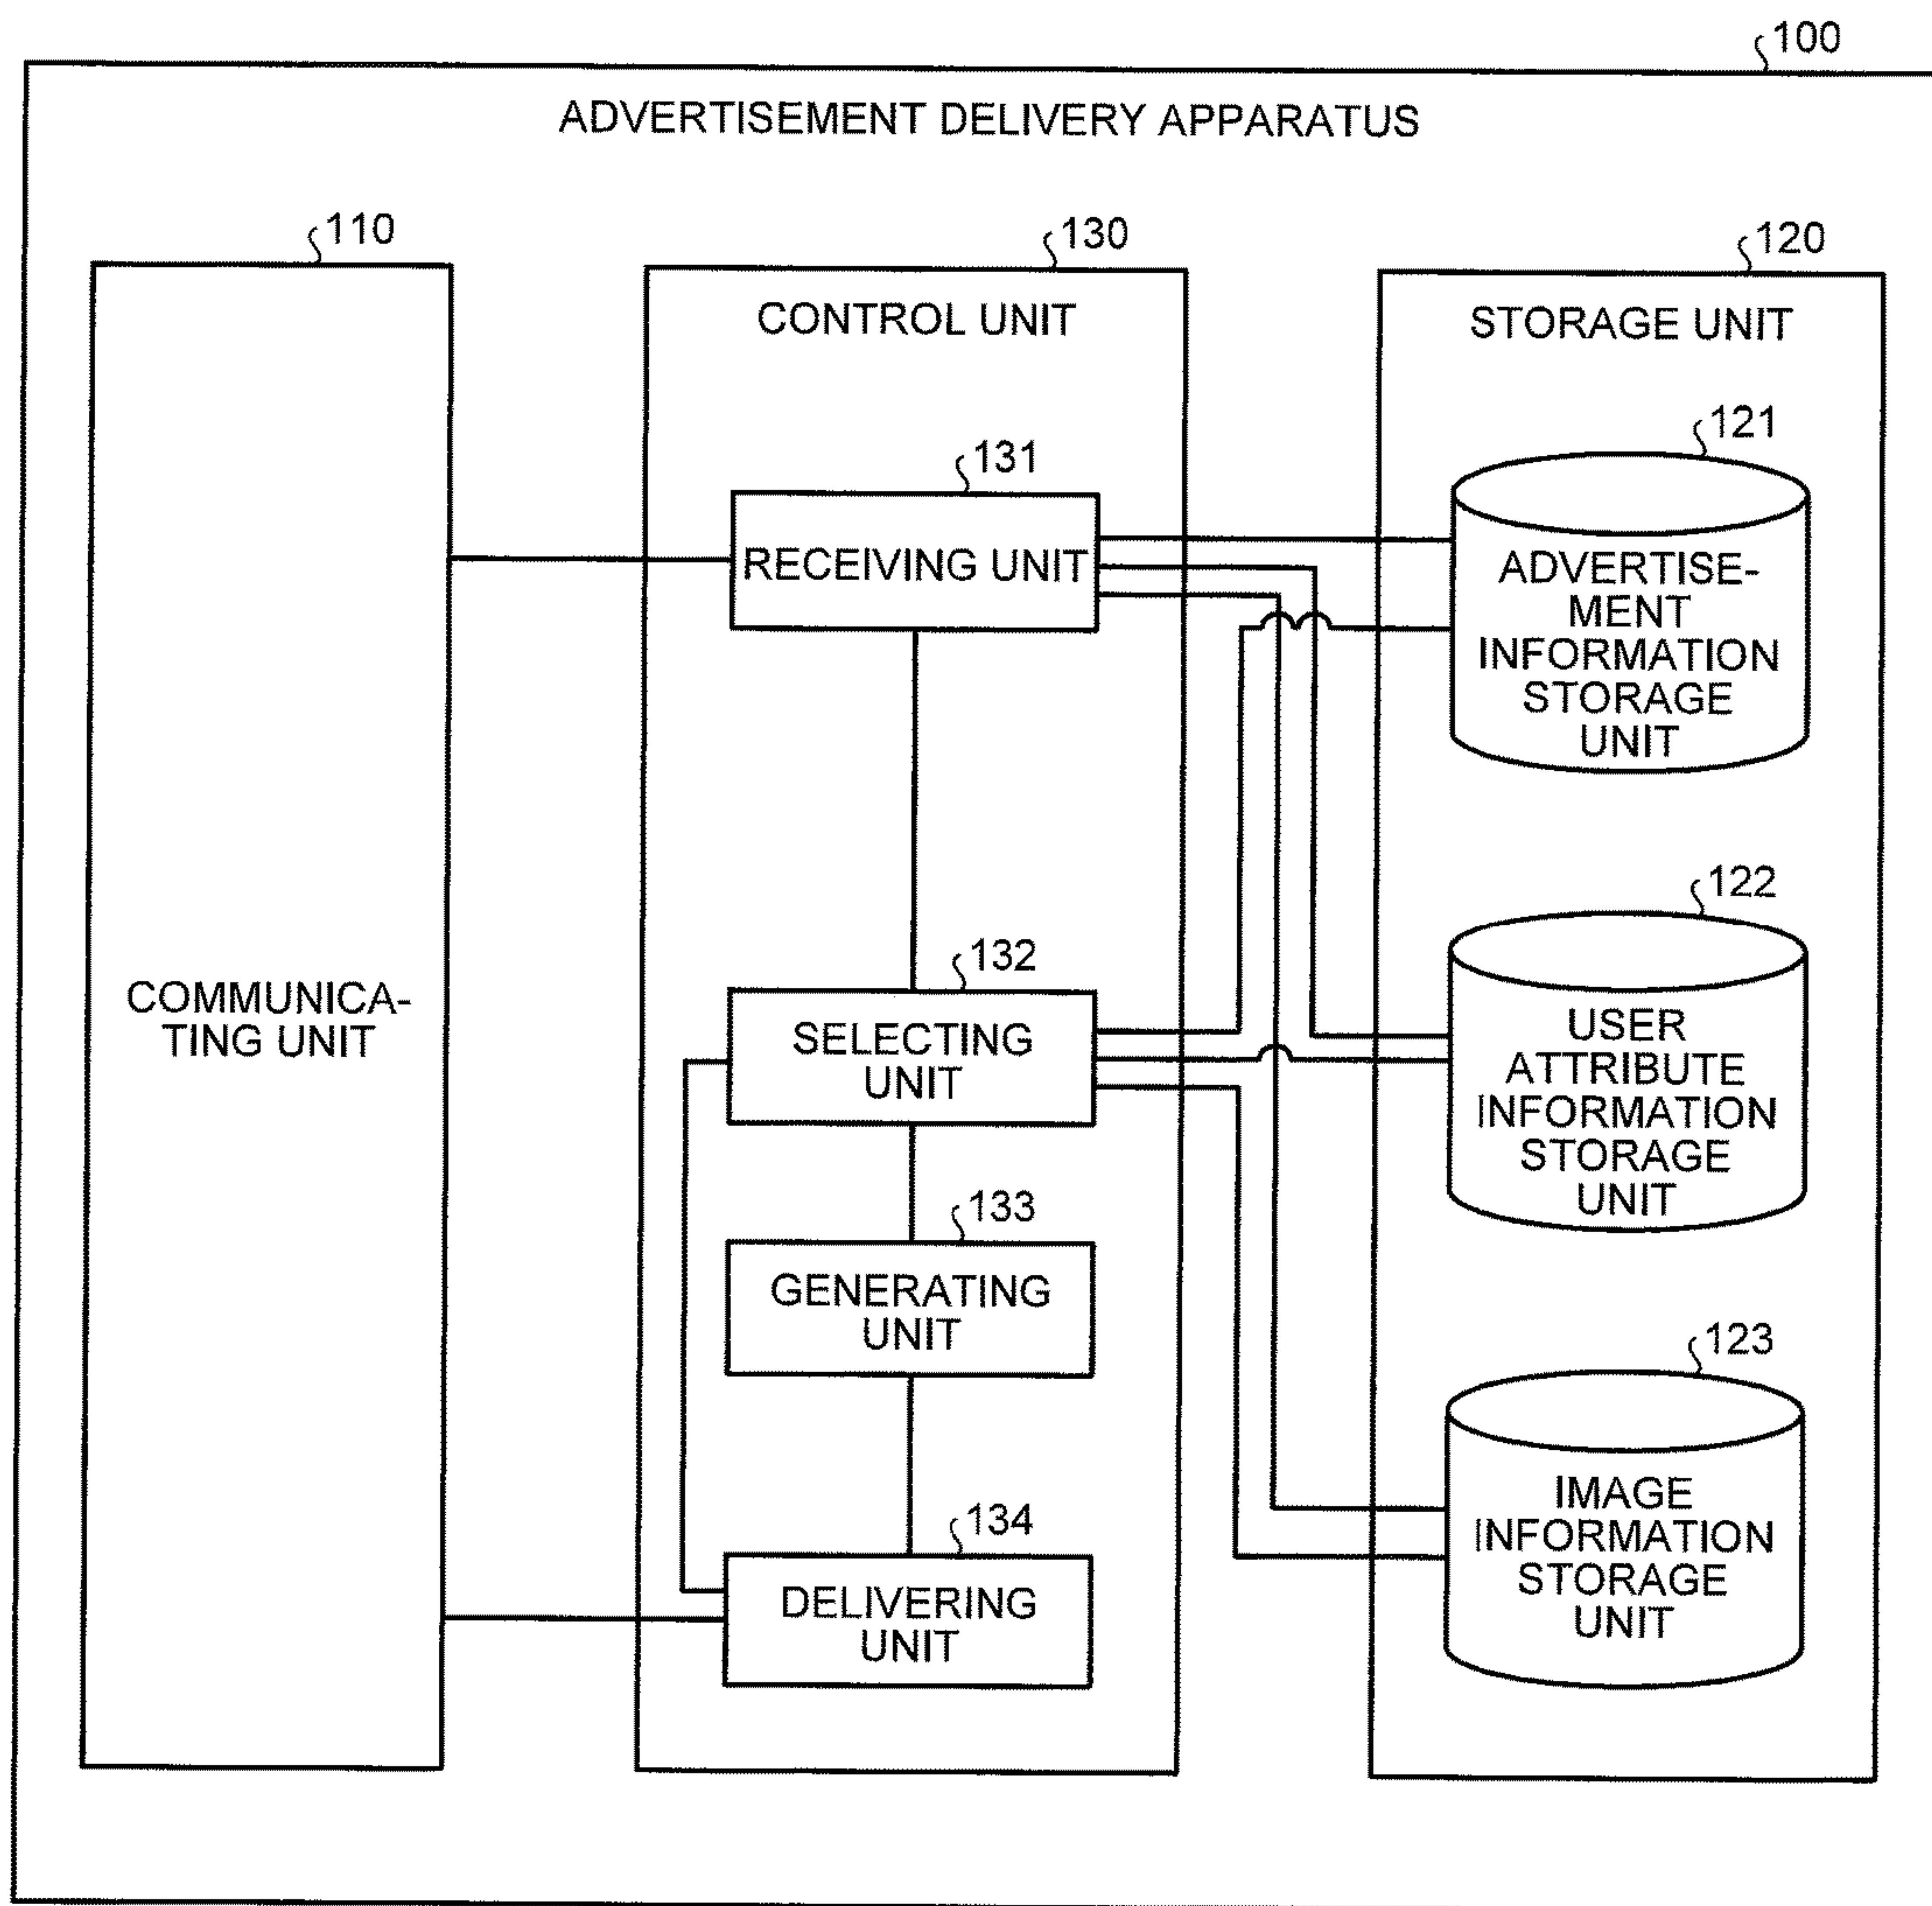 100
ADVERTISEMENT DELIVERY APPARATUS
110
COMMUNICA-
TING UNIT
130
CONTROL UNIT
131
RECEIVING UNIT
132
SELECTING
UNIT
133
GENERATING
UNIT
134
DELIVERING
UNIT
120
STORAGE UNIT
121
ADVERTISE-
MENT
INFORMATION
STORAGE
UNIT
122
USER
ATTRIBUTE
INFORMATION
STORAGE
UNIT
123
IMAGE
INFORMATION
STORAGE
UNIT